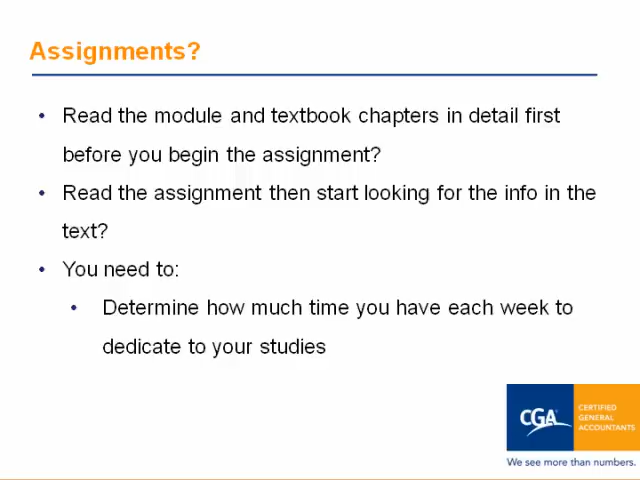 Assignments?
• Read the module and textbook chapters in detail first
before you begin the assignment?
• Read the assignment then start looking for the info in the
text?
• You need to:
• Determine how much time you have each week to
dedicate to your studies
CGA
CERTIFIED
GENERAL
ACCOUNTANTS
We see more than numbers.